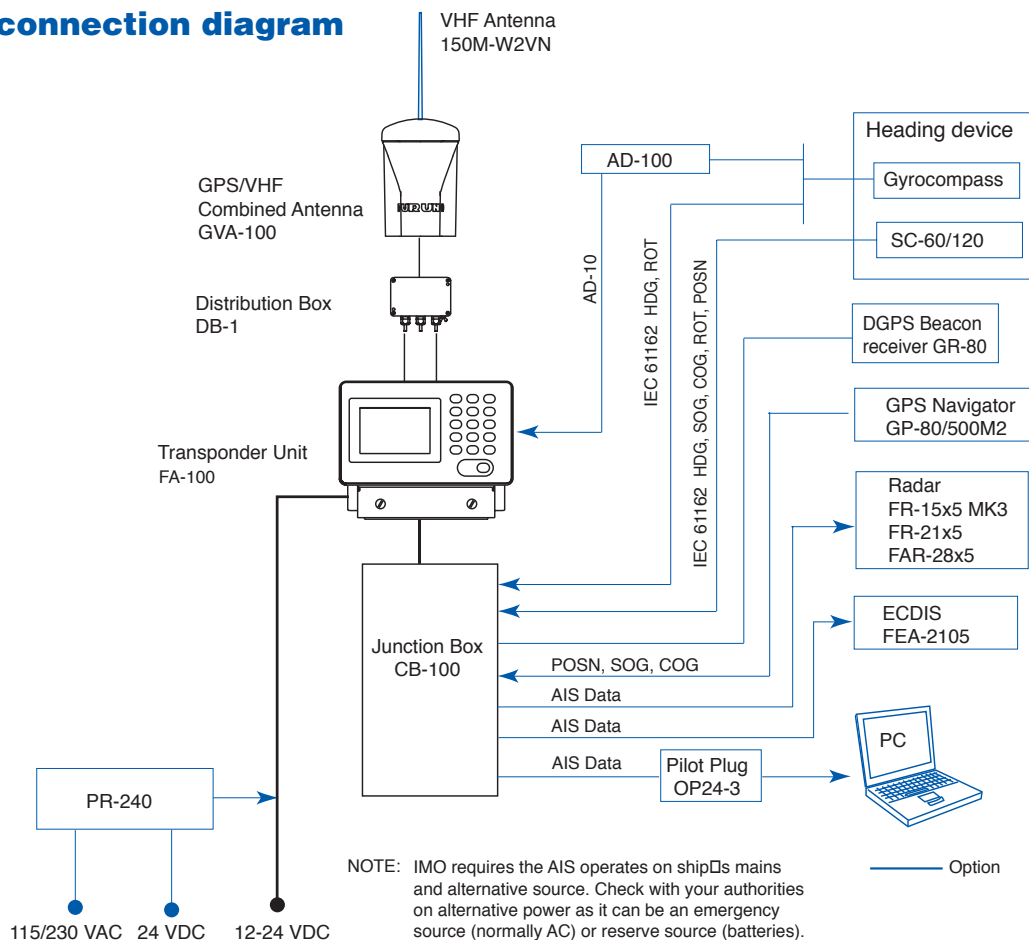 connection diagram
VHF Antenna
150M-W2VN
GPS/VHF
Combined Antenna
GVA-100
Distribution Box
DB-1
Transponder Unit
FA-100
AD-100
AD-10
IEC 61162 HDG, ROT
IEC 61162 HDG, SOG, COG, ROT, POSN
Heading device
Gyrocompass
SC-60/120
DGPS Beacon
receiver GR-80
GPS Navigator
GP-80/500M2
Radar
FR-15x5 MK3
FR-21x5
FAR-28x5
ECDIS
FEA-2105
Junction Box
CB-100
POSN, SOG, COG
AIS Data
AIS Data
AIS Data
Pilot Plug
OP24-3
PC
PR-240
115/230 VAC
24 VDC
12-24 VDC
NOTE: IMO requires the AIS operates on ship□s mains
and alternative source. Check with your authorities
on alternative power as it can be an emergency
source (normally AC) or reserve source (batteries).
Option